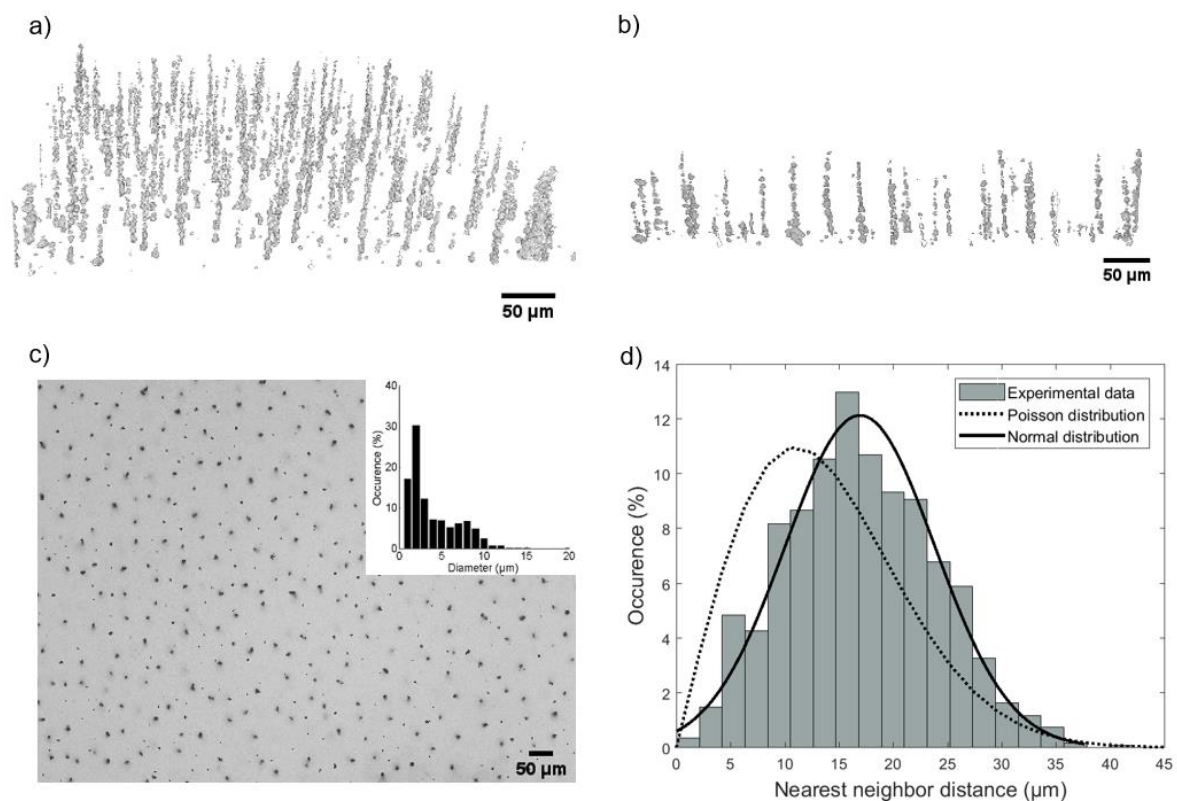 a)
b)
50 µm
50 µm
c)
40
30
20
10
0
Occurence (%)
0
5
10
15
20
Diameter (µm)
50 µm
d)
14
12
10
8
6
4
2
0
Occurence (%)
Experimental data
Poisson distribution
Normal distribution
0
5
10
15
20
25
30
35
40
45
Nearest neighbor distance (µm)